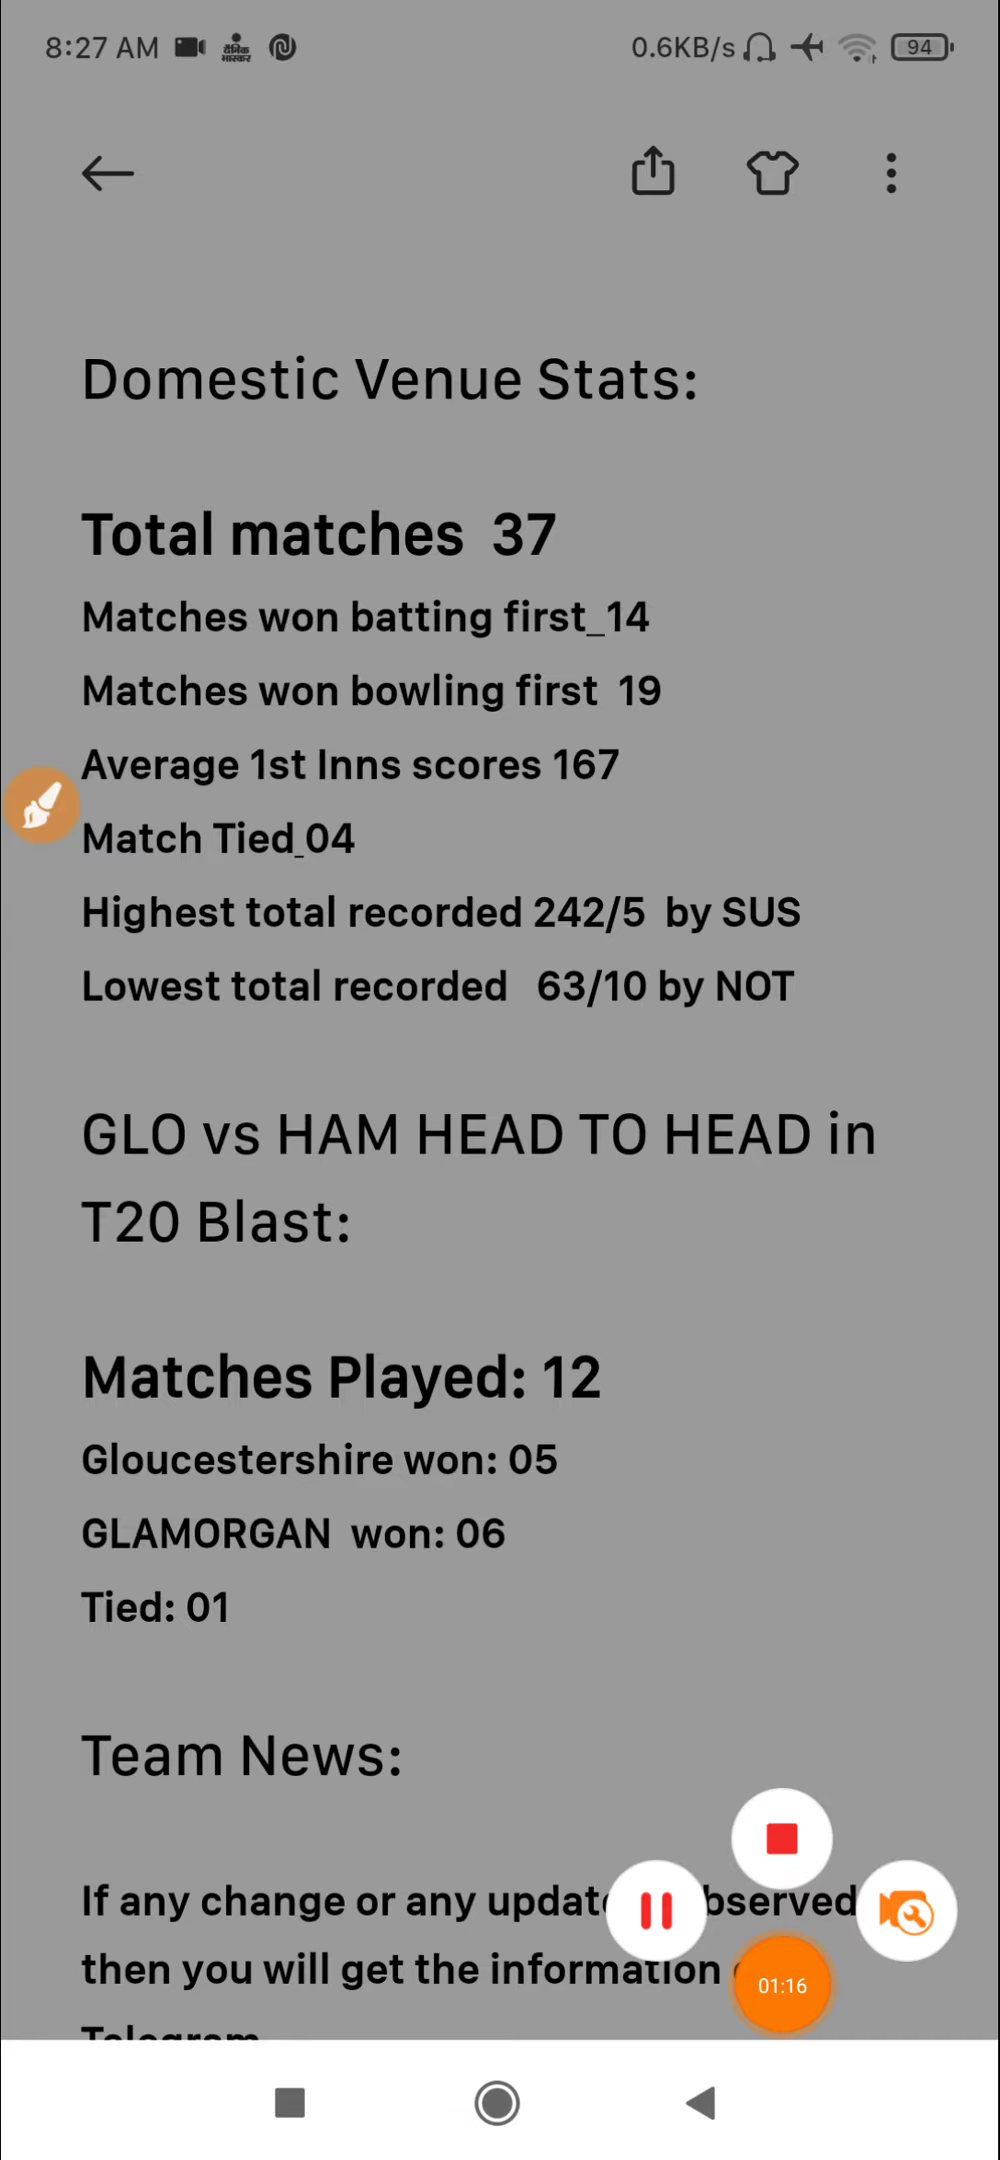 8:27 AM दैनिक भास्कर 0.6KB/s 94
Domestic Venue Stats:
Total matches 37
Matches won batting first_14
Matches won bowling first 19
Average 1st Inns scores 167
Match Tied_04
Highest total recorded 242/5 by SUS
Lowest total recorded 63/10 by NOT
GLO vs HAM HEAD TO HEAD in
T20 Blast:
Matches Played: 12
Gloucestershire won: 05
GLAMORGAN won: 06
Tied: 01
Team News:
If any change or any bserved
then you will get the information
01:16
Telegram